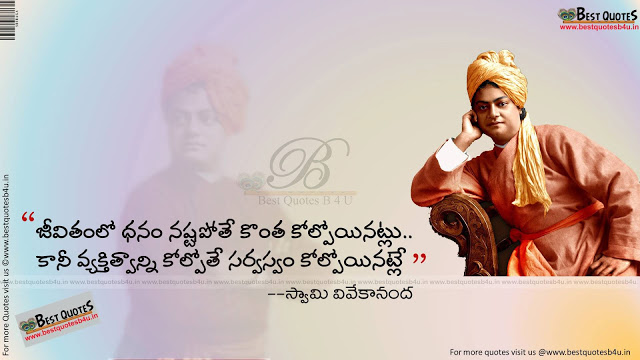 BEST QUOTES
www.bestquotesb4u.in
B
Best Quotes B 4 U
“జీవితంలో ధనం నష్టపోతే కొంత కోల్పోయినట్లు..
కానీ వ్యక్తిత్వాన్ని కోల్పోతే సర్వస్వం కోల్పోయినట్లే”
--స్వామి వివేకానంద
For more Quotes visit us ©www.bestquotesb4u.in
BEST QUOTES
www.bestquotesb4u.in
For more Quotes visit us @www.bestquotesb4u.in